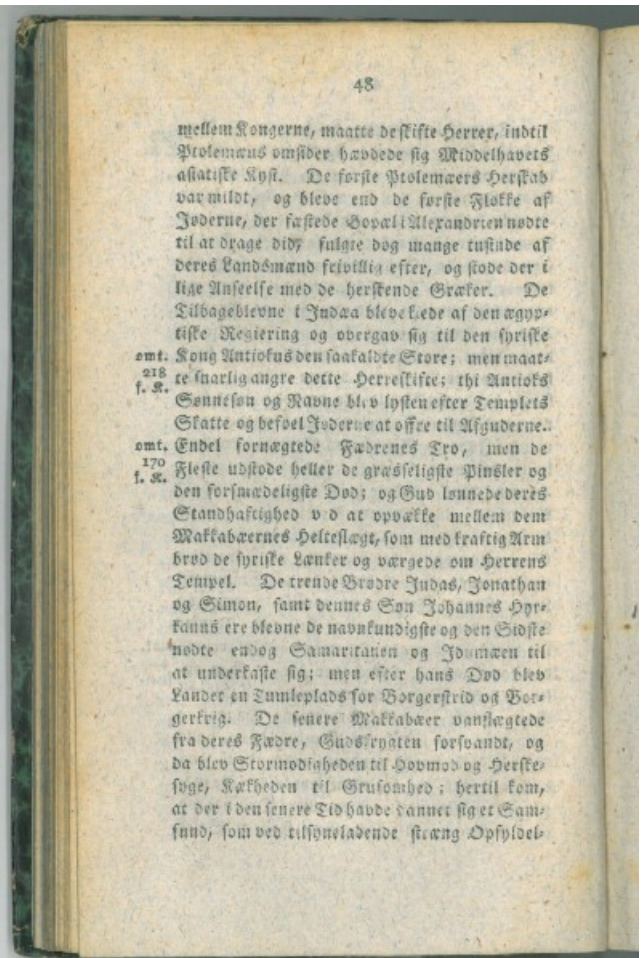 48
mellem Kongerne, maatte de skifte Herrer, indtil
Ptolemæus omsider hævdede sig Middelhavets
asiatiske Kyst. De første Ptolemæers Herskab
var mildt, og bleve end de første Flokke af
Jøderne, der fæstede Bopæl i Alexandrien nødte
til at drage did, fulgte dog mange tusinde af
deres Landsmænd frivillig efter, og stode der i
lige Anseelse med de herskende Græker. De
Tilbageblevne i Judæa bleve kjede af den ægyp-
tiske Regiering og overgav sig til den syriske
omt. Kong Antiokus den saakaldte Store; men maat-
218 te snarlig angre dette Herreskifte; thi Antioks
f. K. Sønnesøn og Navne blev lysten efter Templets
Skatte og befoel Jøderne at offre til Afguderne.
omt. Endel fornægtede Fædrenes Tro, men de
170 Fleste udstode heller de græsseligste Pinsler og
f. K. den forsmædeligste Død; og Gud lønnede deres
Standhaftighed ved at opvække mellem dem
Makkabæernes Helteslægt, som med kraftig Arm
brød de syriske Lænker og værgede om Herrens
Tempel. De trende Brødre Judas, Jonathan
og Simon, samt dennes Søn Johannes Hyr-
kanus ere blevne de navnkundigste og den Sidste
nødte endog Samaritanen og Idumæen til
at underkaste sig; men efter hans Død blev
Landet en Tumleplads for Borgerstrid og Bor-
gerkrig. De senere Makkabæer vanslægtede
fra deres Fædre, Gudsfrygten forsvandt, og
da blev Stormodigheden til Hovmod og Herske-
syge, Kækheden til Grusomhed; hertil kom,
at der i den senere Tid havde dannet sig et Sam-
fund, som ved tilsyneladende stræng Opfyldel-